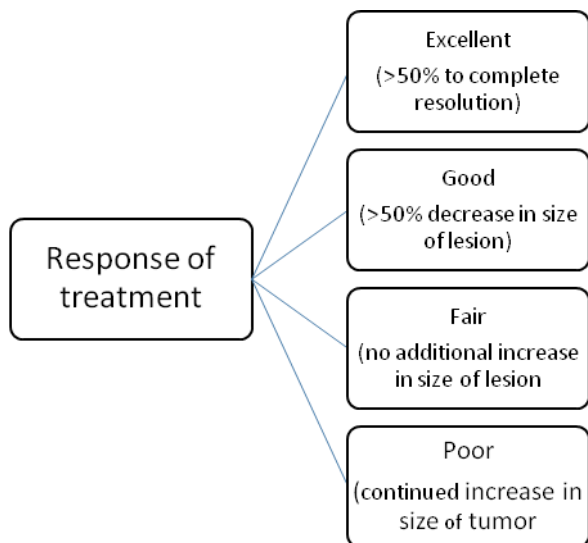 Response of
treatment
Excellent
(>50% to complete
resolution)
Good
(>50% decrease in size
of lesion)
Fair
(no additional increase
in size of lesion
Poor
(continued increase in
size of tumor